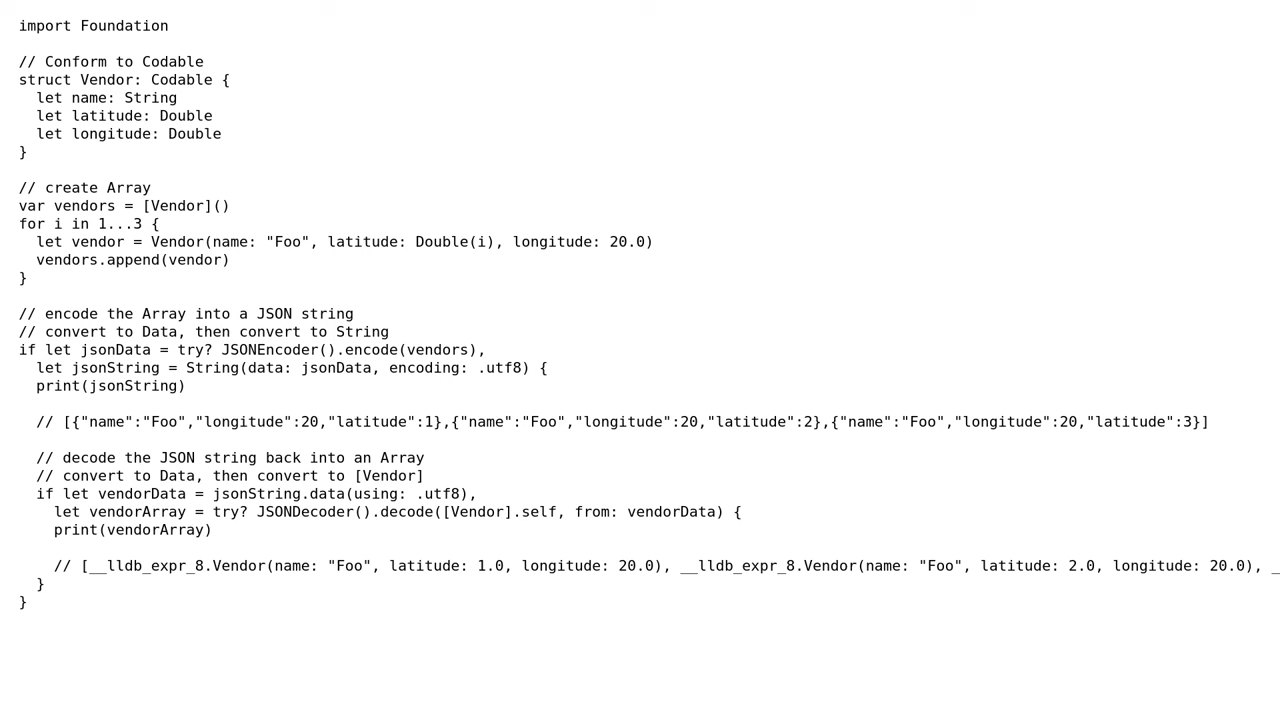 import Foundation
// Conform to Codable
struct Vendor: Codable {
  let name: String
  let latitude: Double
  let longitude: Double
}
// create Array
var vendors = [Vendor]()
for i in 1...3 {
  let vendor = Vendor(name: "Foo", latitude: Double(i), longitude: 20.0)
  vendors.append(vendor)
}
// encode the Array into a JSON string
// convert to Data, then convert to String
if let jsonData = try? JSONEncoder().encode(vendors),
  let jsonString = String(data: jsonData, encoding: .utf8) {
  print(jsonString)
  // [{"name":"Foo","longitude":20,"latitude":1},{"name":"Foo","longitude":20,"latitude":2},{"name":"Foo","longitude":20,"latitude":3}]
  // decode the JSON string back into an Array
  // convert to Data, then convert to [Vendor]
  if let vendorData = jsonString.data(using: .utf8),
    let vendorArray = try? JSONDecoder().decode([Vendor].self, from: vendorData) {
    print(vendorArray)
    // [__lldb_expr_8.Vendor(name: "Foo", latitude: 1.0, longitude: 20.0), __lldb_expr_8.Vendor(name: "Foo", latitude: 2.0, longitude: 20.0), _
  }
}